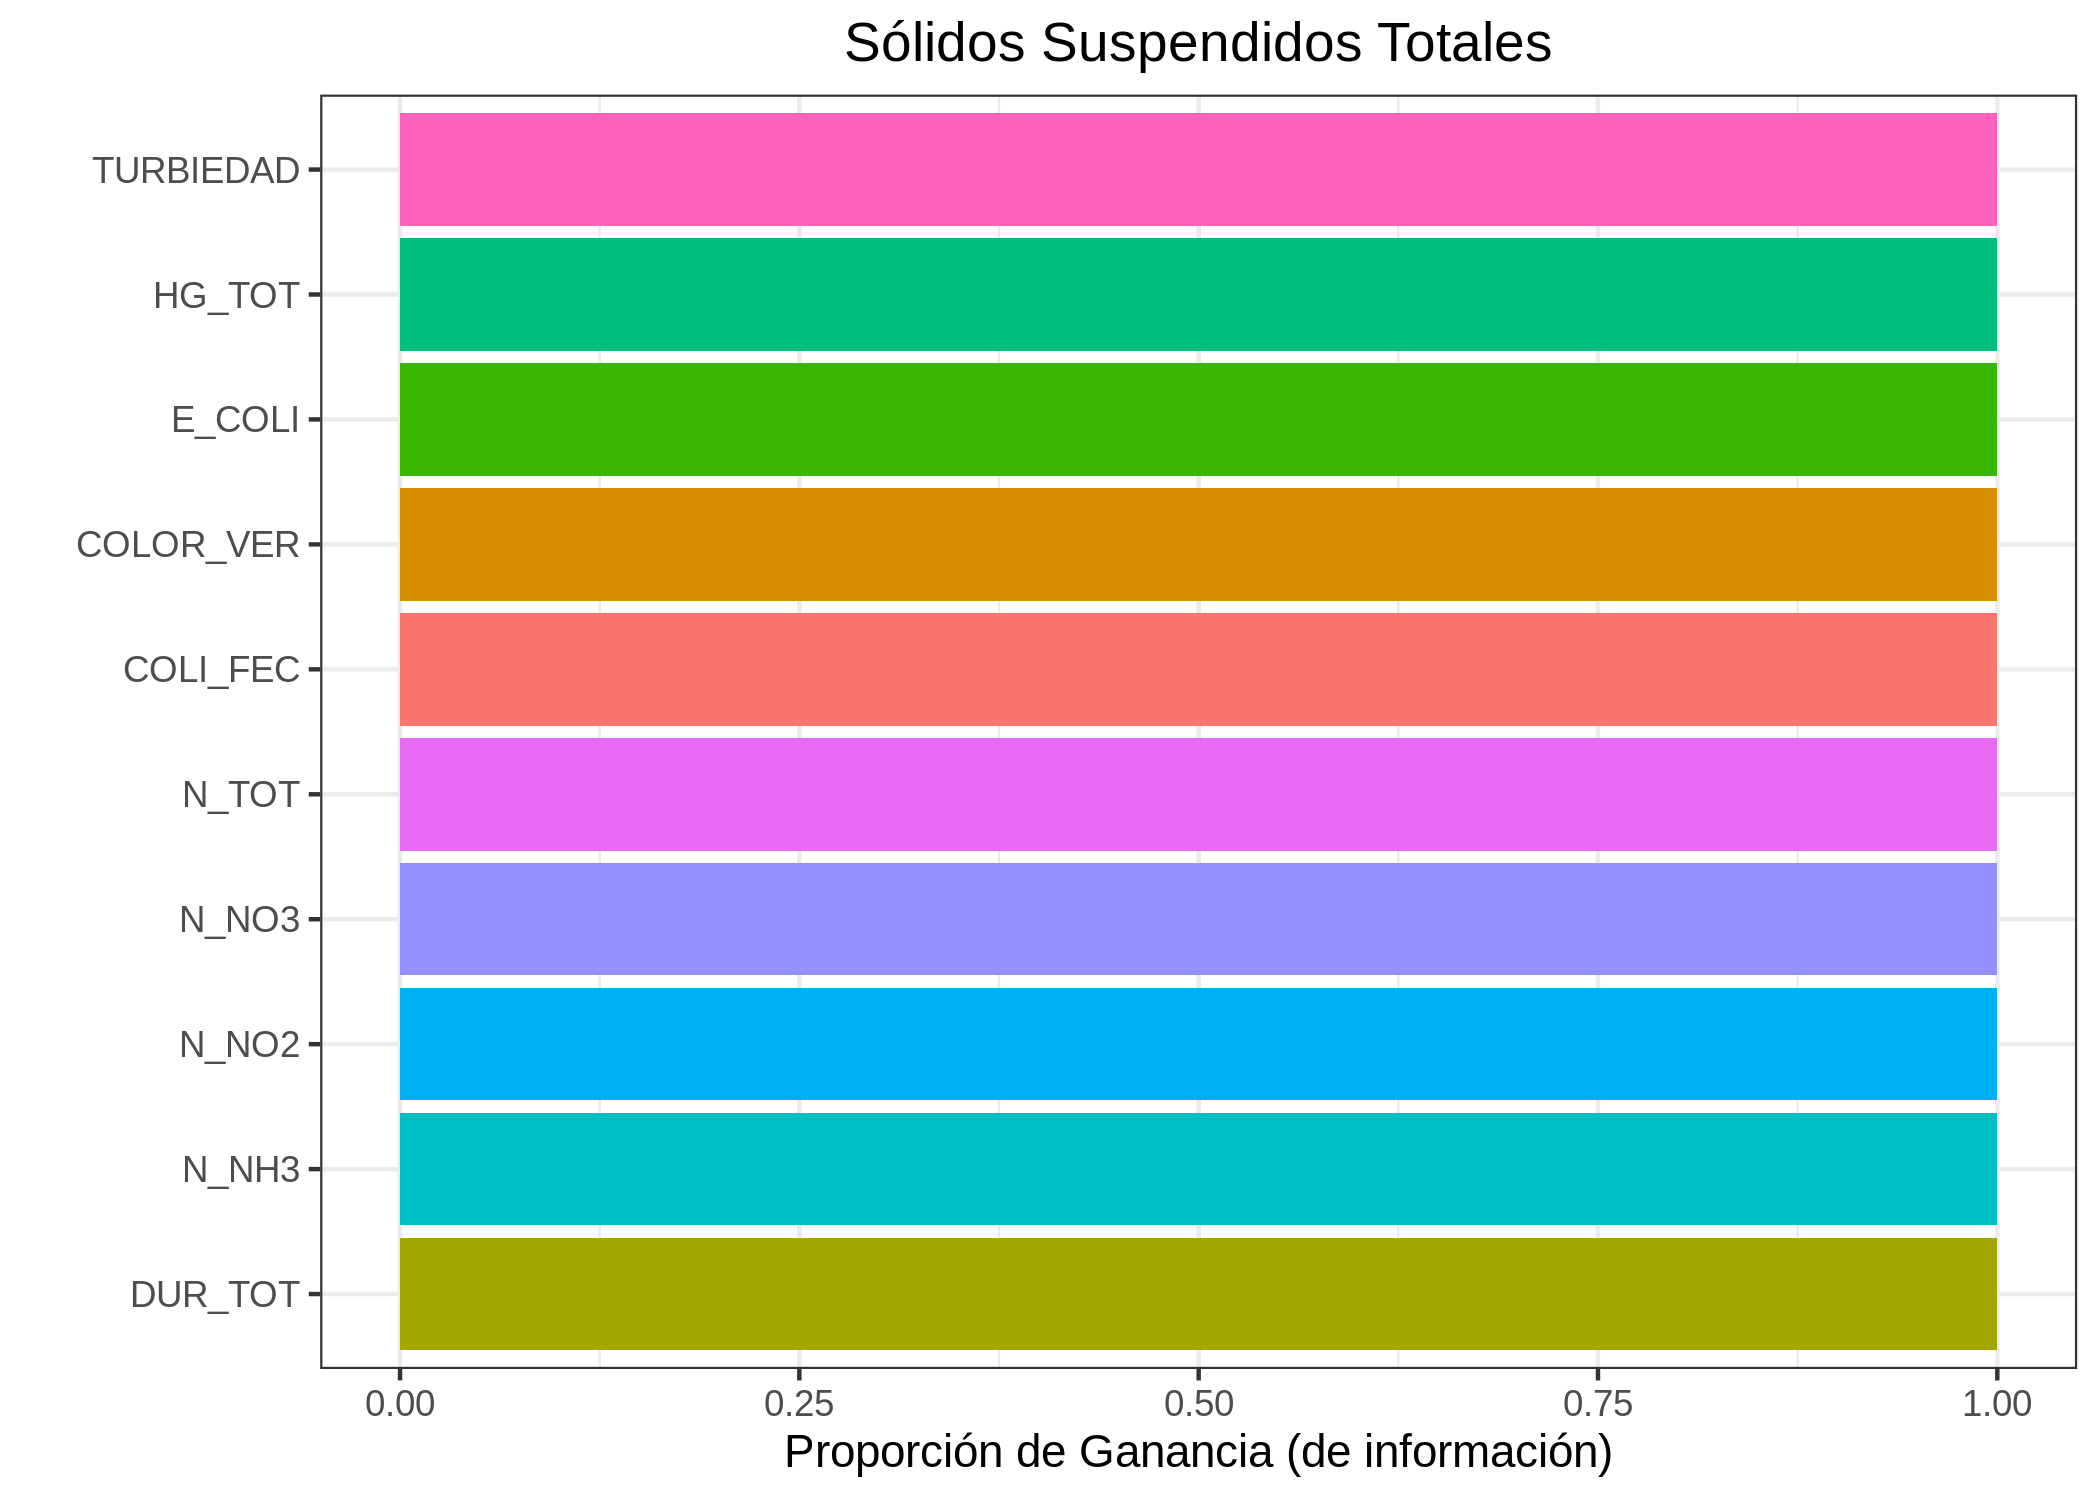 Sólidos Suspendidos Totales
TURBIEDAD
HG_TOT
E_COLI
COLOR_VER
COLI_FEC
N_TOT
N_NO3
N_NO2
N_NH3
DUR_TOT
0.00 0.25 0.50 0.75 1.00
Proporción de Ganancia (de información)